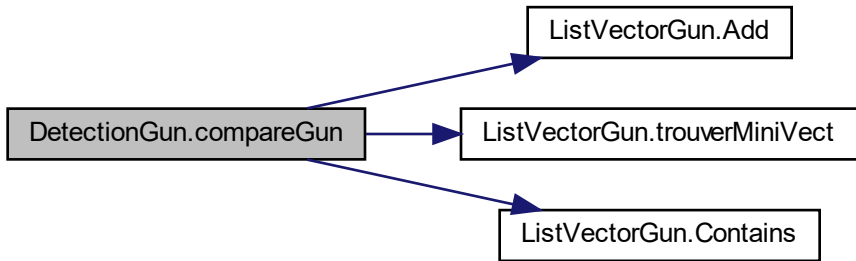 ListVectorGun.Add
DetectionGun.compareGun
ListVectorGun.trouverMiniVect
ListVectorGun.Contains